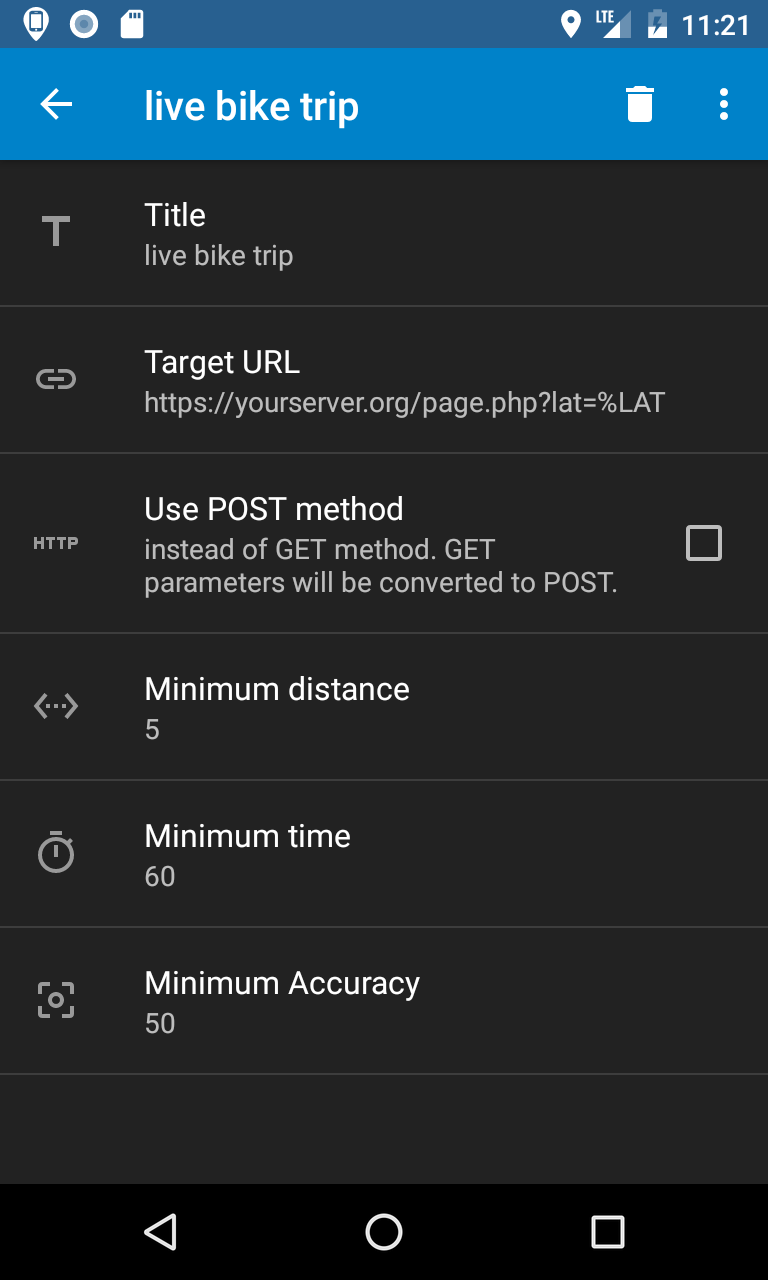 LTE 11:21
live bike trip
Title
live bike trip
Target URL
https://yourserver.org/page.php?lat=%LAT
HTTP
Use POST method
instead of GET method. GET
parameters will be converted to POST.
Minimum distance
5
Minimum time
60
Minimum Accuracy
50